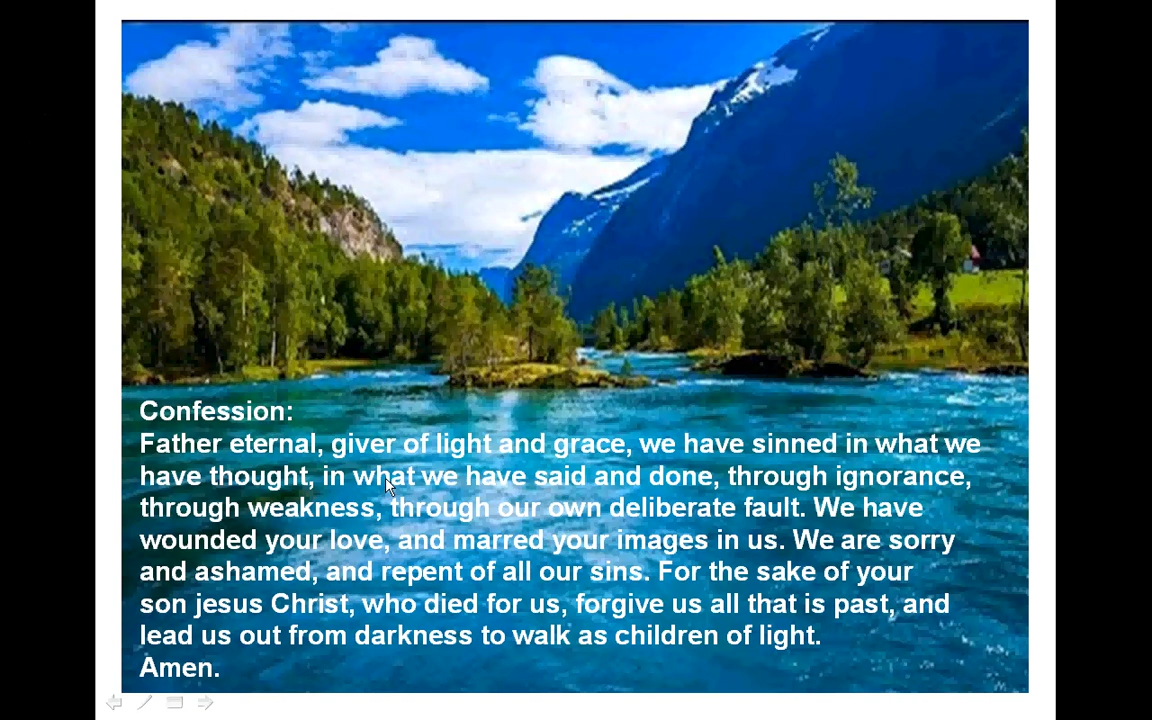 Confession:
Father eternal, giver of light and grace, we have sinned in what we
have thought, in what we have said and done, through ignorance,
through weakness, through our own deliberate fault. We have
wounded your love, and marred your images in us. We are sorry
and ashamed, and repent of all our sins. For the sake of your
son jesus Christ, who died for us, forgive us all that is past, and
lead us out from darkness to walk as children of light.
Amen.